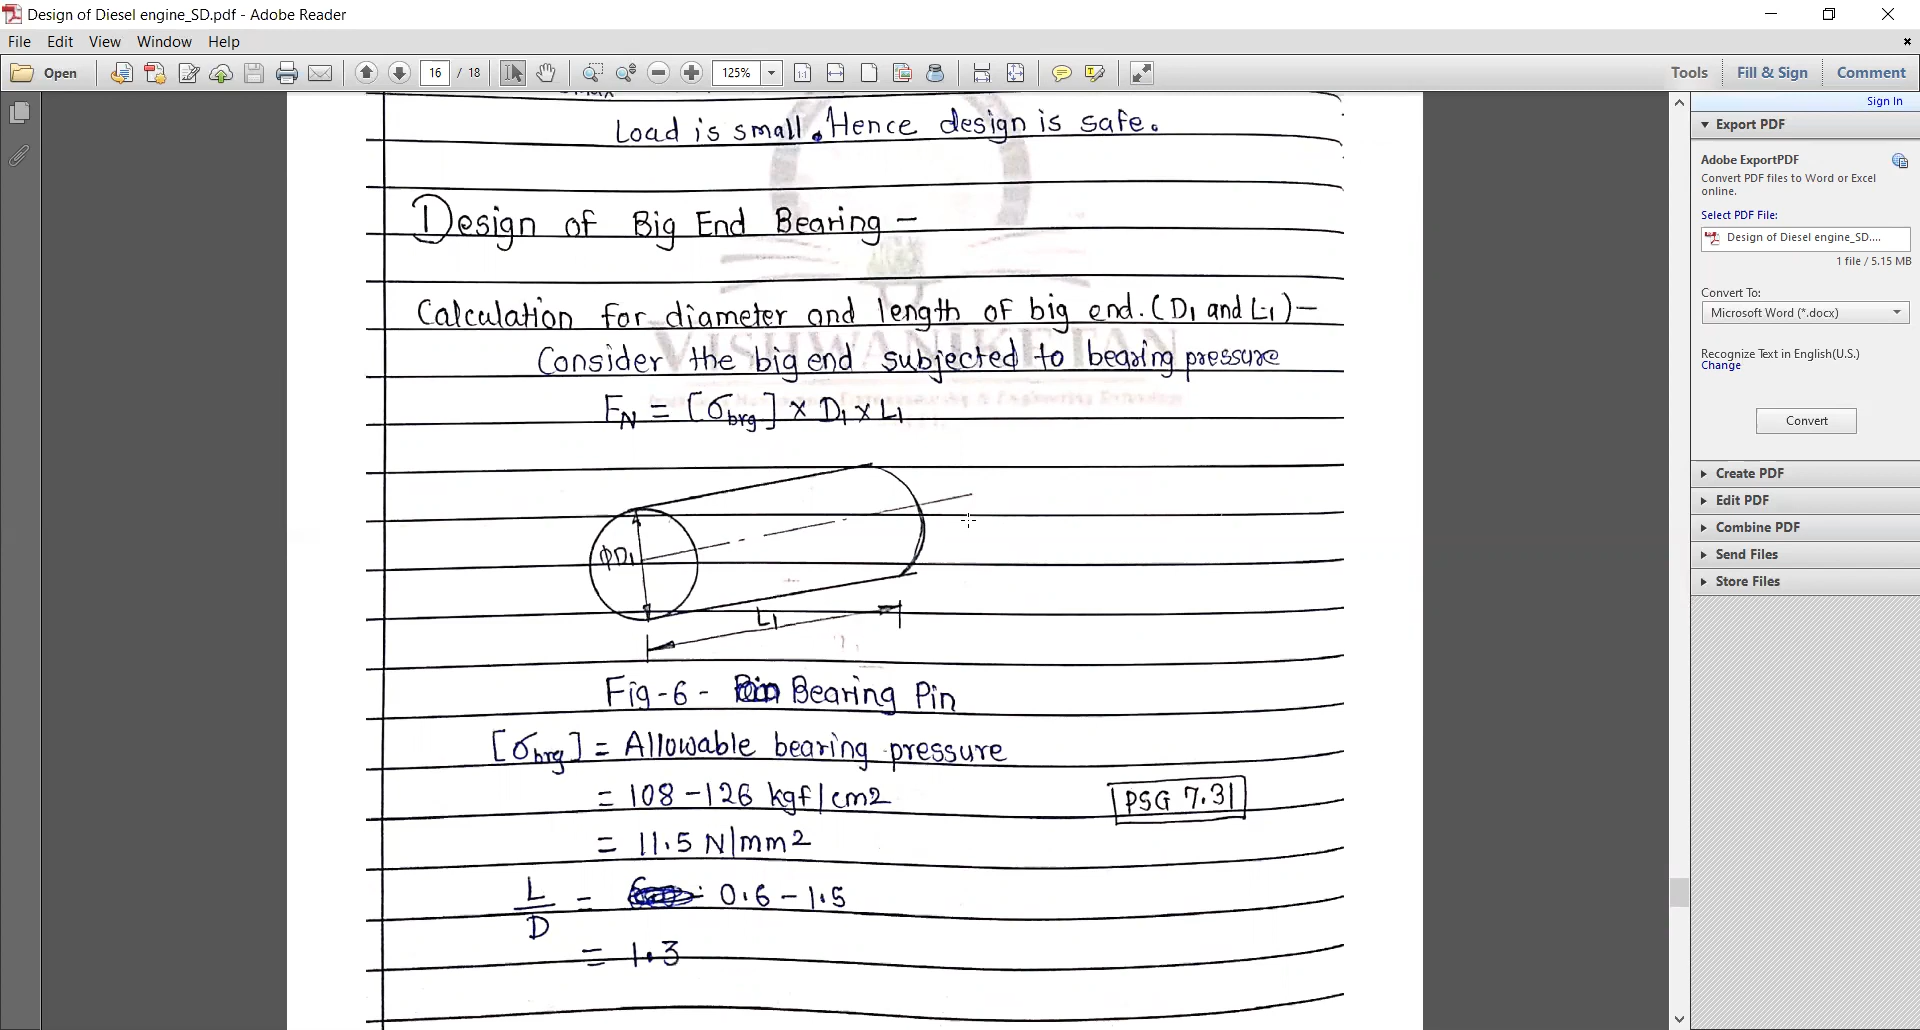 Design of Diesel engine_SD.pdf - Adobe Reader
File Edit View Window Help
Open 16 / 18 125% Tools Fill & Sign Comment
Load is small. Hence design is safe.
Design of Big End Bearing -
Calculation for diameter and length of big end. (D1 and L1) -
Consider the big end subjected to bearing pressure
FN = [σbrg] × D1 × L1
ϕD1
L1
Fig-6 - Bearing Pin
[σbrg] = Allowable bearing pressure
= 108 - 126 kgf/cm2 PSG 7.31
= 11.5 N/mm2
L/D = 0.6 - 1.5
= 1.3
VISHWANIKETAN
Sign In
Export PDF
Adobe ExportPDF
Convert PDF files to Word or Excel
online.
Select PDF File:
Design of Diesel engine_SD....
1 file / 5.15 MB
Convert To:
Microsoft Word (*.docx)
Recognize Text in English(U.S.)
Change
Convert
Create PDF
Edit PDF
Combine PDF
Send Files
Store Files